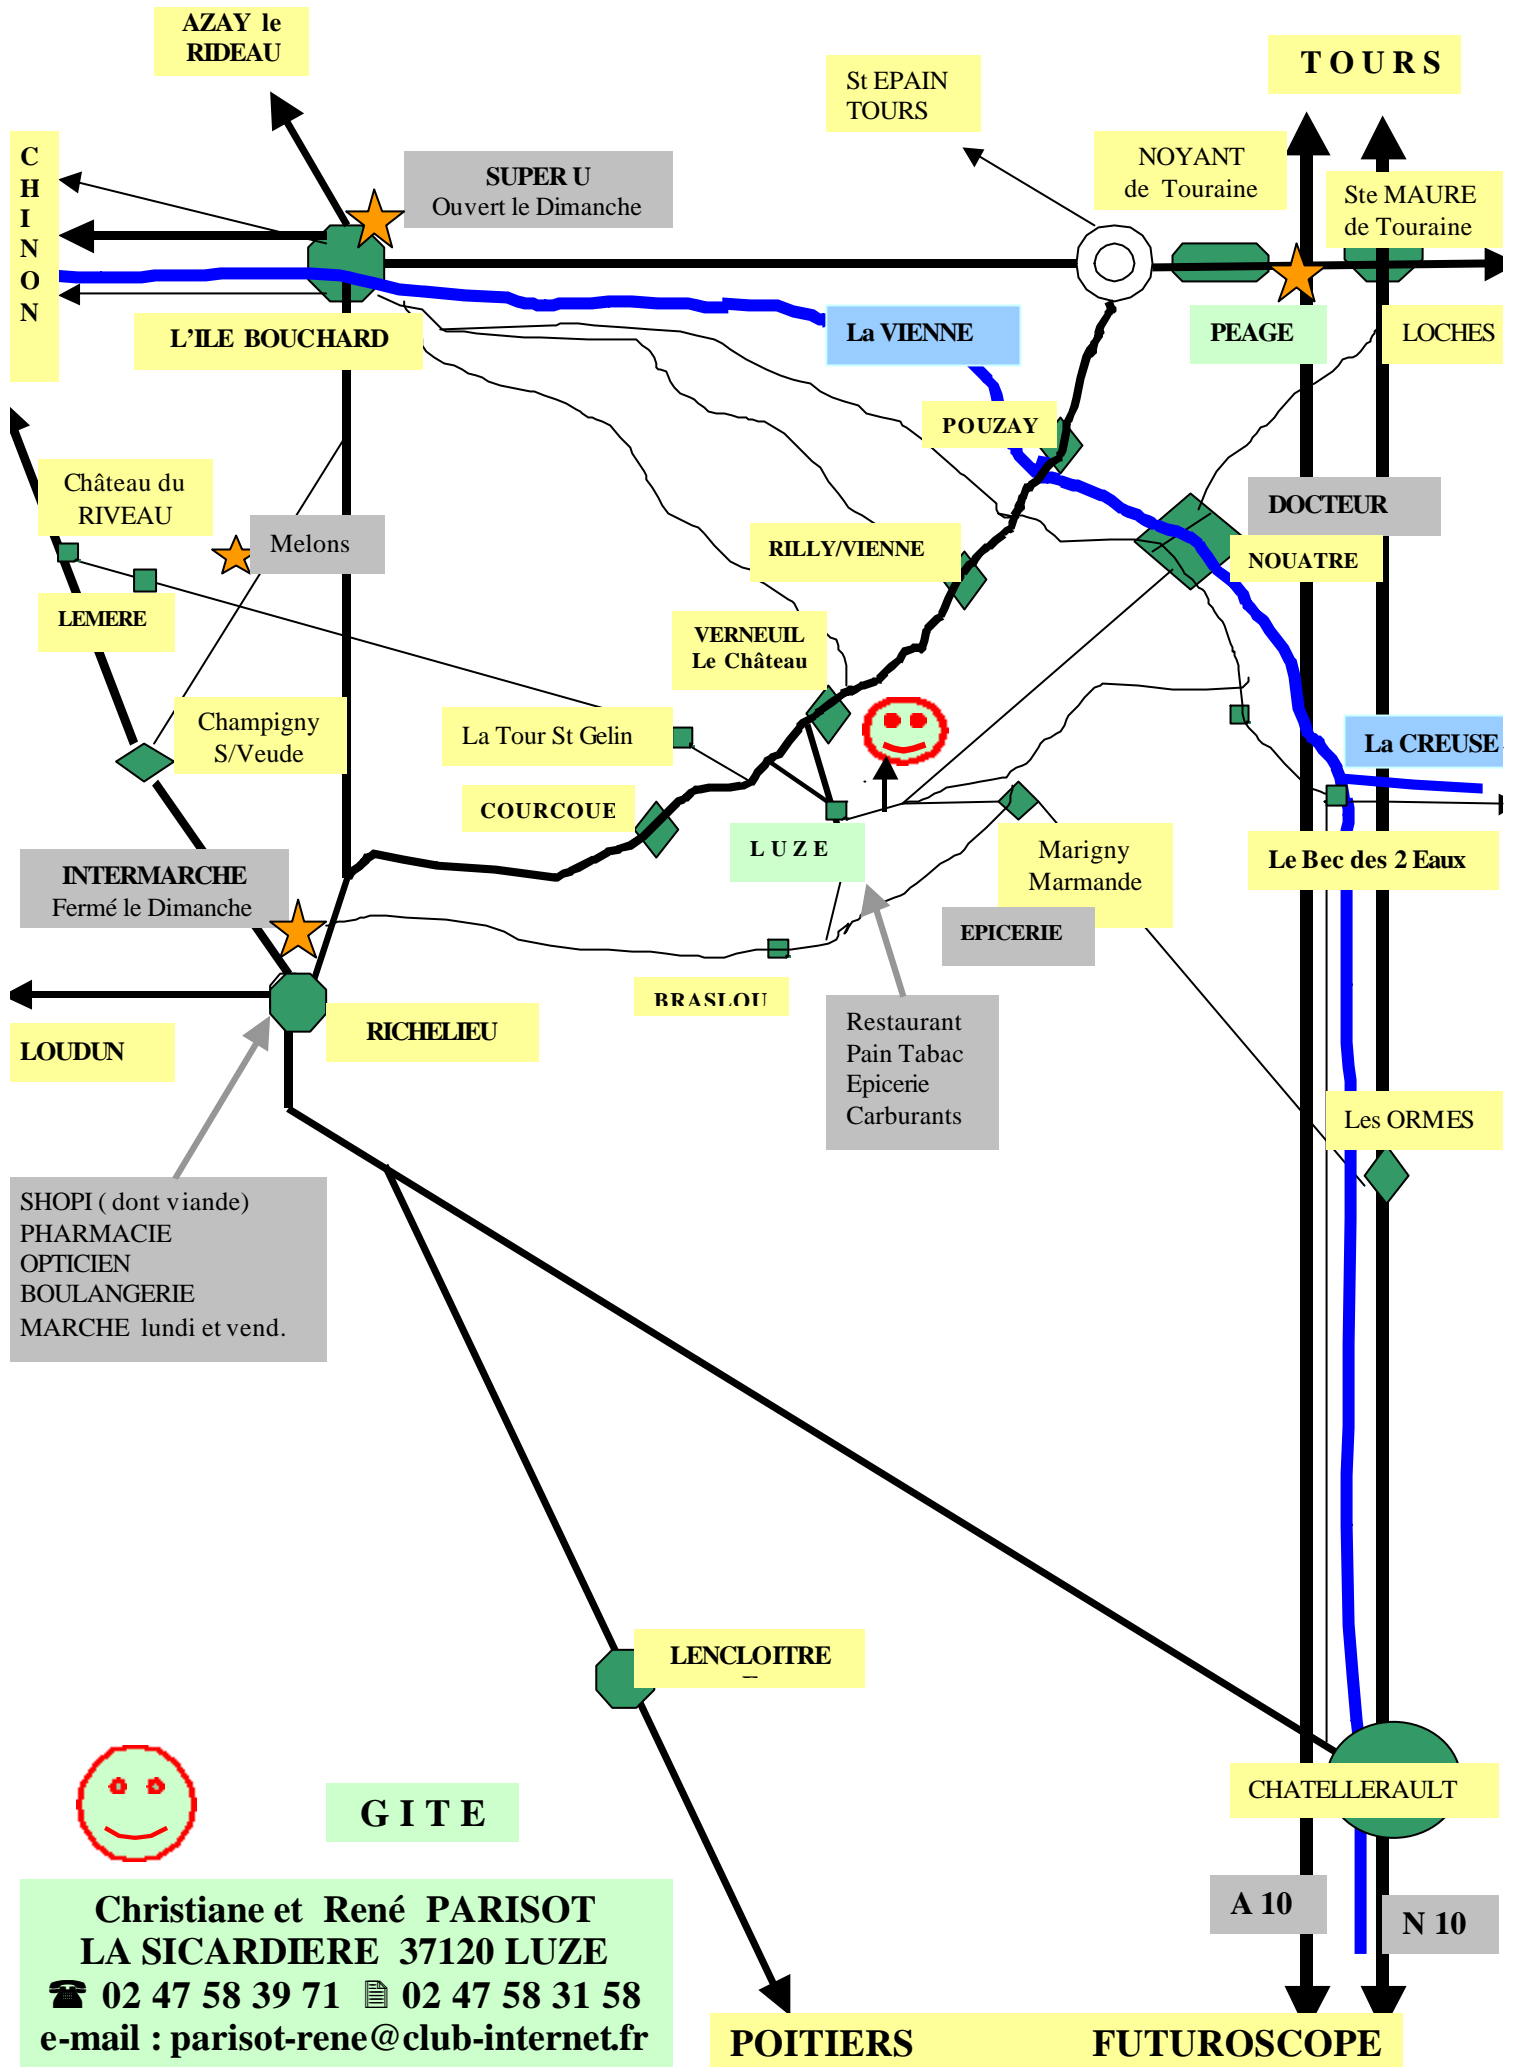 AZAY le
RIDEAU
T O U R S
St EPAIN
TOURS
C
H
I
N
O
N
NOYANT
de Touraine
SUPER U
Ouvert le Dimanche
Ste MAURE
de Touraine
L'ILE BOUCHARD
La VIENNE
PEAGE
LOCHES
POUZAY
Château du
RIVEAU
DOCTEUR
Melons
RILLY/VIENNE
NOUATRE
LEMERE
VERNEUIL
Le Château
Champigny
S/Veude
La Tour St Gelin
La CREUSE
COURCOUE
L U Z E
Marigny
Marmande
Le Bec des 2 Eaux
INTERMARCHE
Fermé le Dimanche
EPICERIE
BRASLOU
RICHELIEU
LOUDUN
Restaurant
Pain Tabac
Epicerie
Carburants
Les ORMES
SHOPI ( dont viande)
PHARMACIE
OPTICIEN
BOULANGERIE
MARCHE lundi et vend.
LENCLOITRE
CHATELLERAULT
G I T E
A 10
N 10
Christiane et René PARISOT
LA SICARDIERE 37120 LUZE
☎ 02 47 58 39 71 🗎 02 47 58 31 58
e-mail : parisot-rene@club-internet.fr
POITIERS FUTUROSCOPE